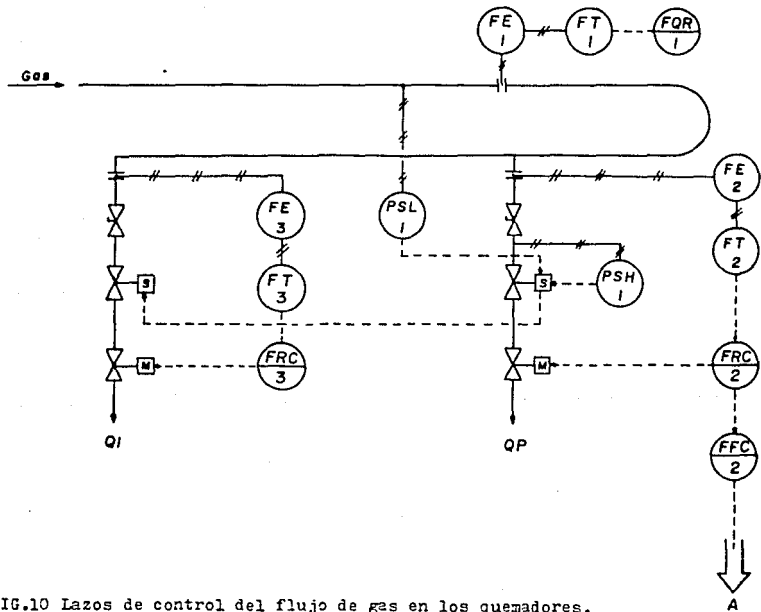 FE
1
FT
1
FQR
1
Gas
FE
3
PSL
1
FE
2
FT
2
FT
3
S
S
PSH
1
M
FRC
3
M
FRC
2
QI
QP
FFC
2
A
IG.10 Lazos de control del flujo de gas en los quemadores.